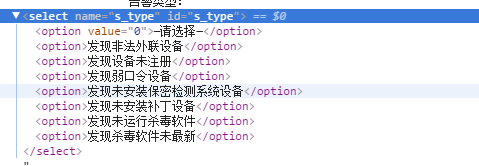 告警类型:
<select name="s_type" id="s_type"> == $0
<option value="0">—请选择—</option>
<option>发现非法外联设备</option>
<option>发现设备未注册</option>
<option>发现弱口令设备</option>
<option>发现未安装保密检测系统设备</option>
<option>发现未安装补丁设备</option>
<option>发现未运行杀毒软件</option>
<option>发现杀毒软件未最新</option>
</select>
"